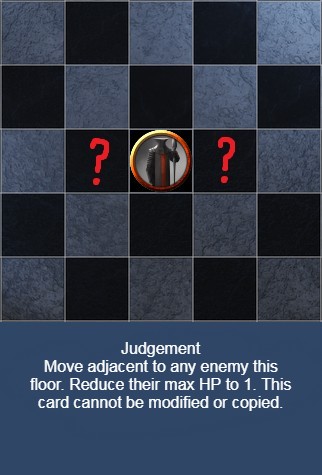 ? ?
Judgement
Move adjacent to any enemy this
floor. Reduce their max HP to 1. This
card cannot be modified or copied.